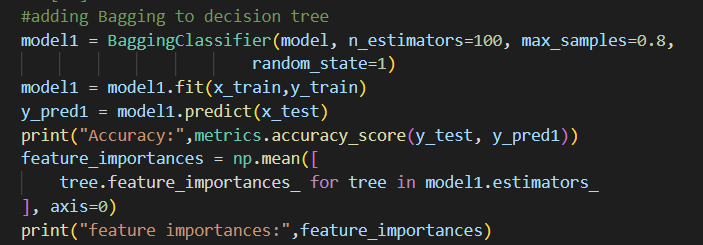 #adding Bagging to decision tree
model1 = BaggingClassifier(model, n_estimators=100, max_samples=0.8,
random_state=1)
model1 = model1.fit(x_train,y_train)
y_pred1 = model1.predict(x_test)
print("Accuracy:",metrics.accuracy_score(y_test, y_pred1))
feature_importances = np.mean([
tree.feature_importances_ for tree in model1.estimators_
], axis=0)
print("feature importances:",feature_importances)